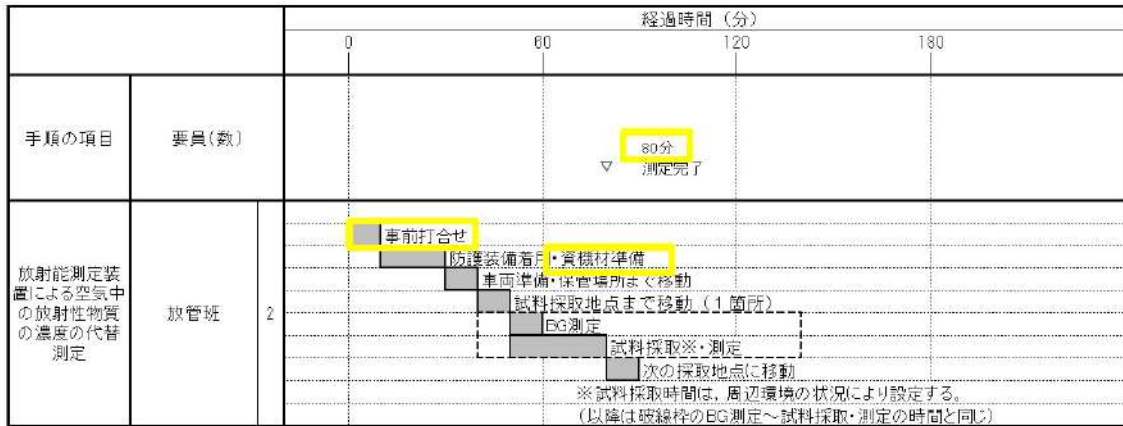 経過時間（分）
0 60 120 180
手順の項目 要員(数)
80分
▽ 測定完了
放射能測定装
置による空気中
の放射性物質
の濃度の代替
測定
放管班 2
事前打合せ
防護装備着用・資機材準備
車両準備・保管場所まで移動
試料採取地点まで移動（１箇所）
BG測定
試料採取※・測定
次の採取地点に移動
※試料採取時間は，周辺環境の状況により設定する。
（以降は破線枠のBG測定～試料採取・測定の時間と同じ）